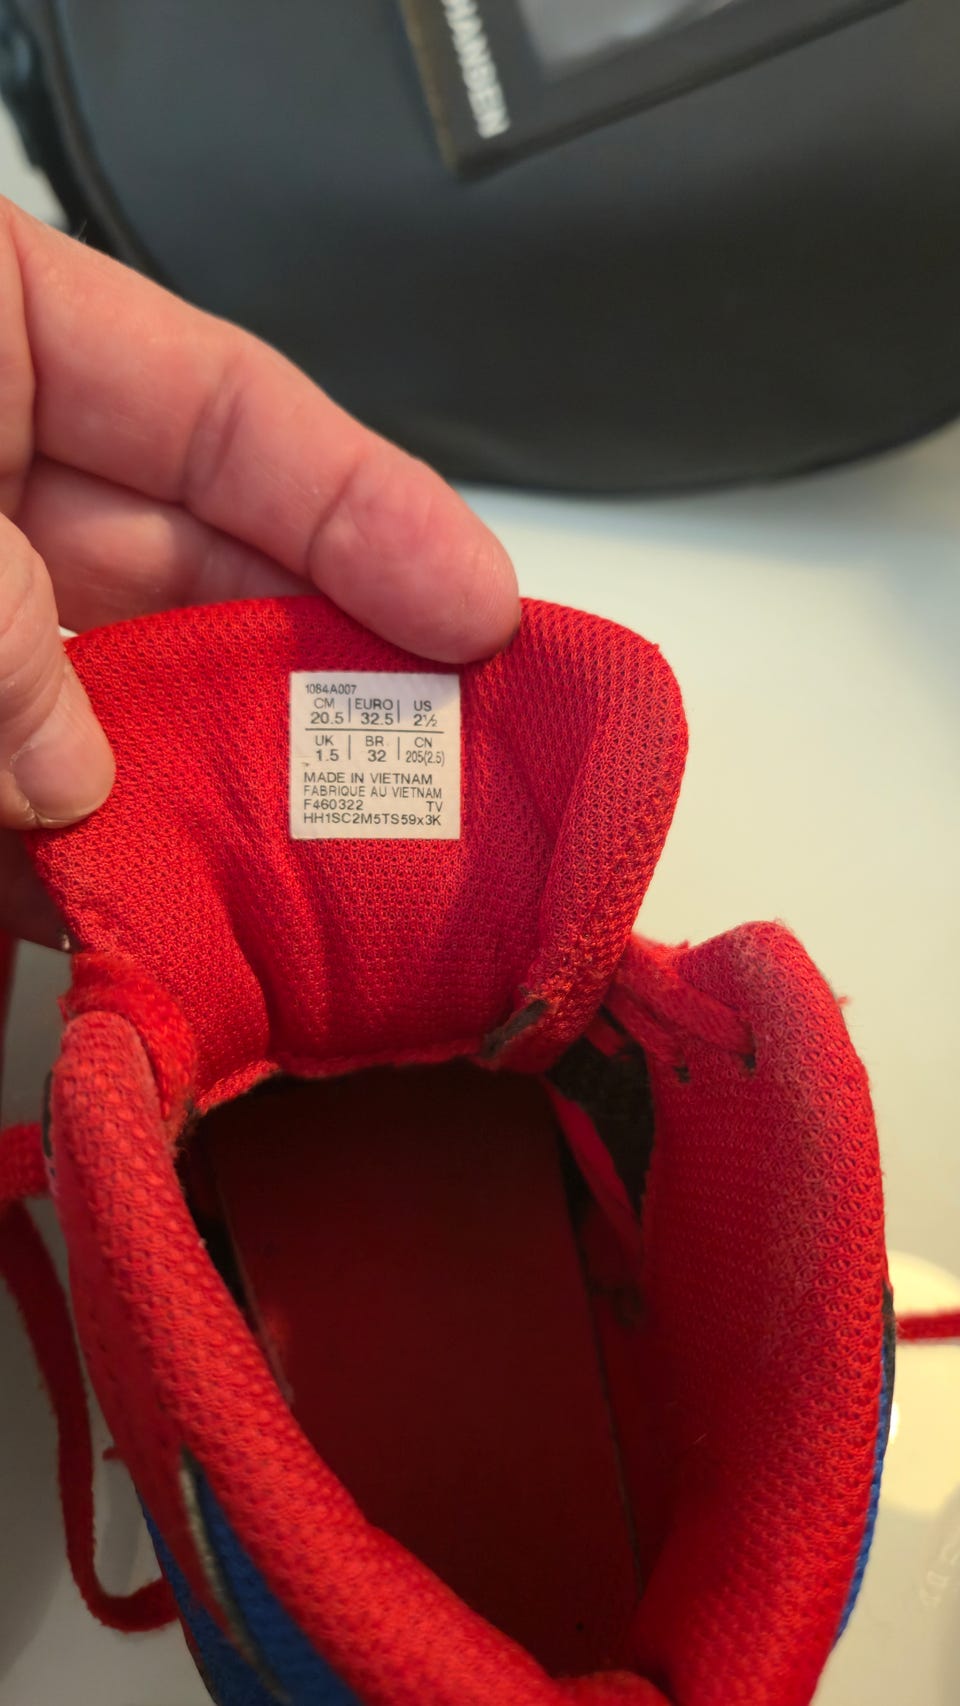 HANSEN
1084A007
CM | EURO | US
20.5 | 32.5 | 2½
UK | BR | CN
1.5 | 32 | 205(2.5)
MADE IN VIETNAM
FABRIQUE AU VIETNAM
F460322 TV
HH1SC2M5TS59x3K